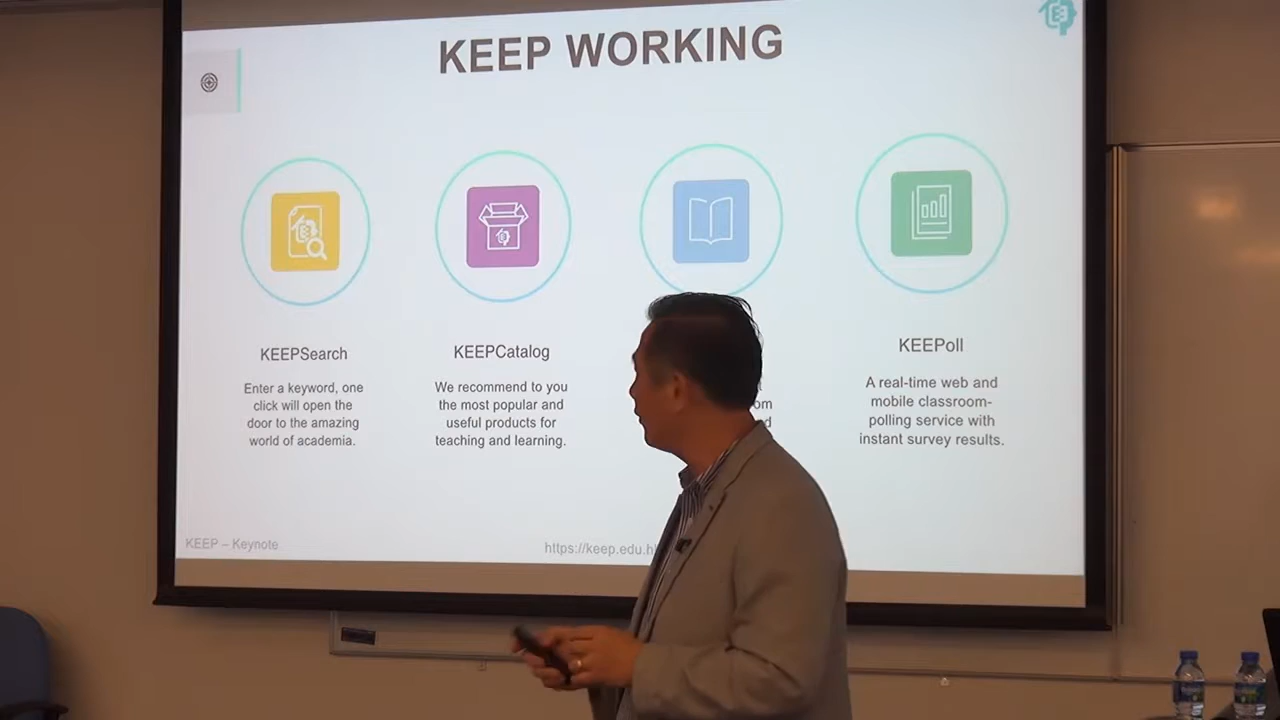 KEEP WORKING
KEEPSearch
Enter a keyword, one
click will open the
door to the amazing
world of academia.
KEEPCatalog
We recommend to you
the most popular and
useful products for
teaching and learning.
KEEPoll
A real-time web and
mobile classroom-
polling service with
instant survey results.
KEEP – Keynote
https://keep.edu.h